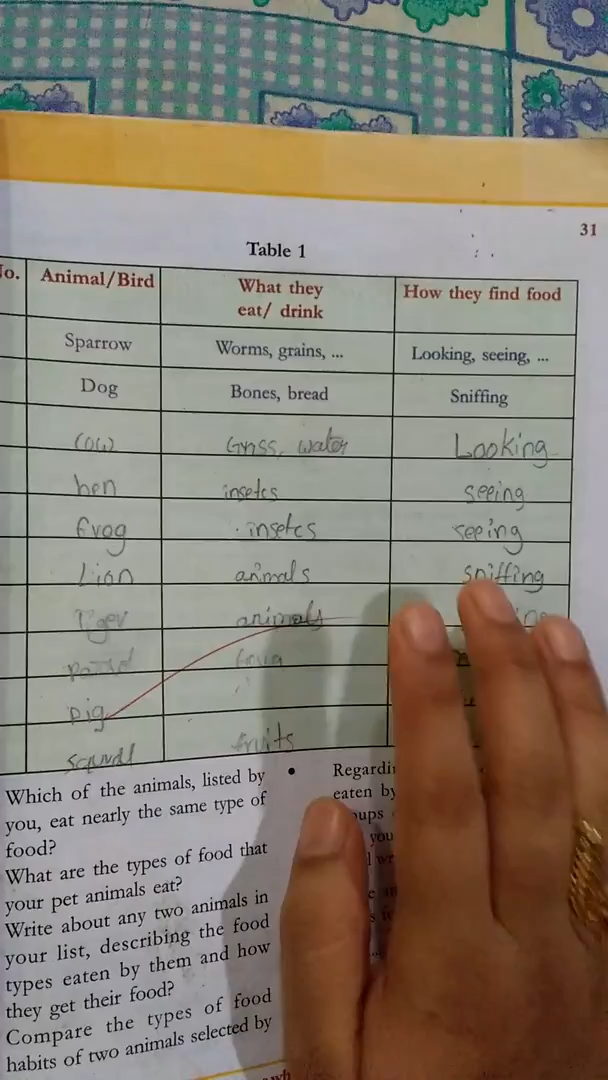 31
Table 1
No. Animal/Bird What they eat/ drink How they find food
Sparrow Worms, grains, ... Looking, seeing, ...
Dog Bones, bread Sniffing
cow Grss, water Looking
hen insetcs seeing
frog insetcs seeing
Lion animals sniffing
Tiger animals
pig
fruits
Which of the animals, listed by
you, eat nearly the same type of
food?
What are the types of food that
your pet animals eat?
Write about any two animals in
your list, describing the food
types eaten by them and how
they get their food?
Compare the types of food
habits of two animals selected by
• 
eaten by
you